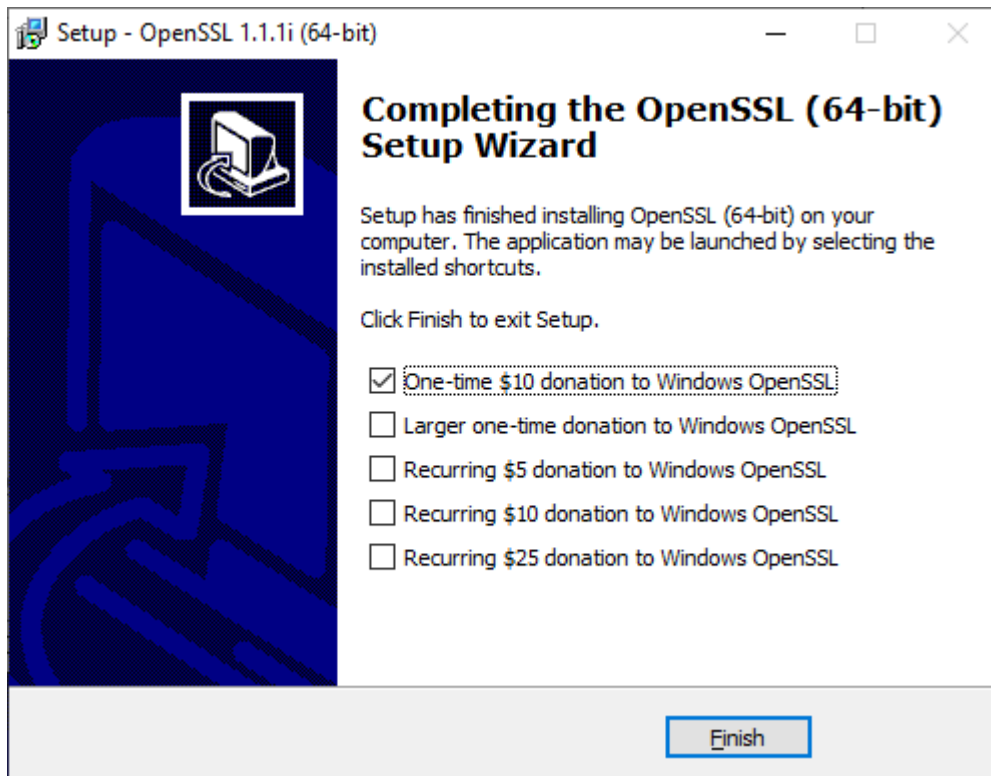 Setup - OpenSSL 1.1.1i (64-bit)
Completing the OpenSSL (64-bit)
Setup Wizard
Setup has finished installing OpenSSL (64-bit) on your
computer. The application may be launched by selecting the
installed shortcuts.
Click Finish to exit Setup.
One-time $10 donation to Windows OpenSSL
Larger one-time donation to Windows OpenSSL
Recurring $5 donation to Windows OpenSSL
Recurring $10 donation to Windows OpenSSL
Recurring $25 donation to Windows OpenSSL
Finish